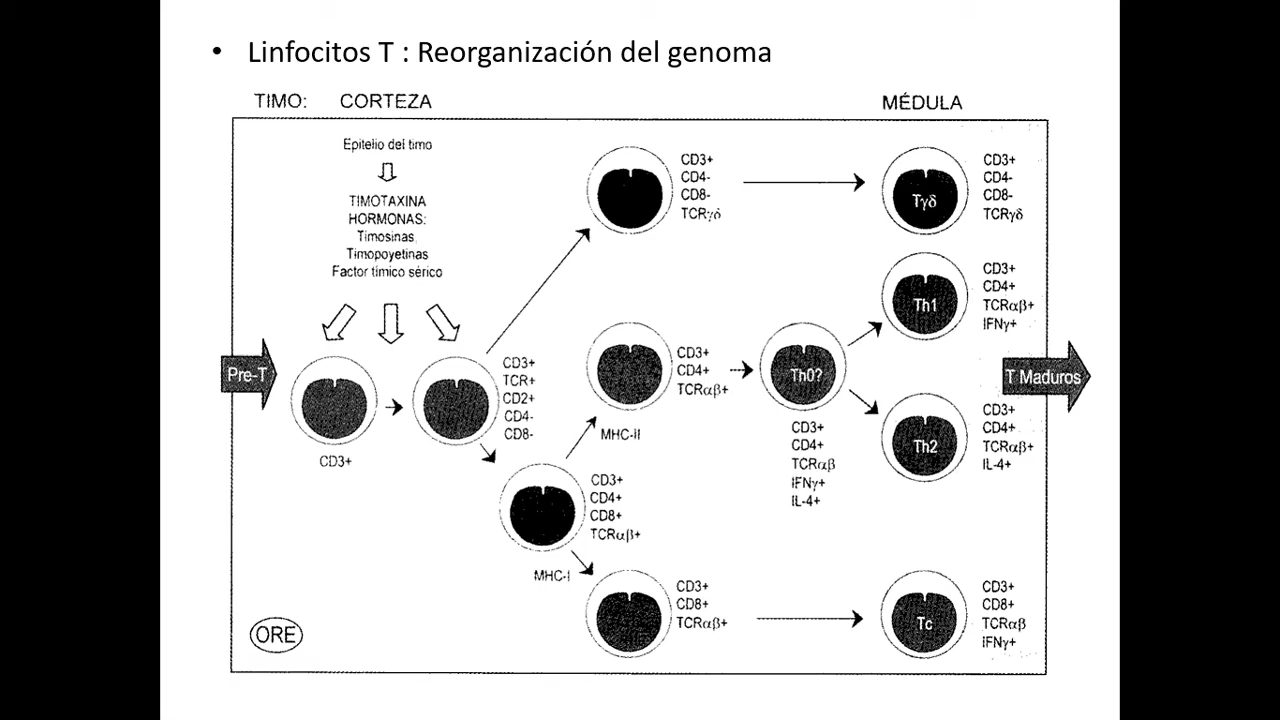 • Linfocitos T : Reorganización del genoma
TIMO: CORTEZA
MÉDULA
Epitelio del timo
TIMOTAXINA
HORMONAS:
Timosinas
Timopoyetinas
Factor tímico sérico
Pre-T
CD3+
CD3+
TCR+
CD2+
CD4-
CD8-
CD3+
CD4-
CD8-
TCRγδ
Tγδ
CD3+
CD4-
CD8-
TCRγδ
CD3+
CD4+
CD8+
TCRαβ+
MHC-II
CD3+
CD4+
TCRαβ+
Th0?
CD3+
CD4+
TCRαβ
IFNγ+
IL-4+
Th1
CD3+
CD4+
TCRαβ+
IFNγ+
Th2
CD3+
CD4+
TCRαβ+
IL-4+
T Maduros
MHC-I
CD3+
CD8+
TCRαβ+
Tc
CD3+
CD8+
TCRαβ
IFNγ+
ORE